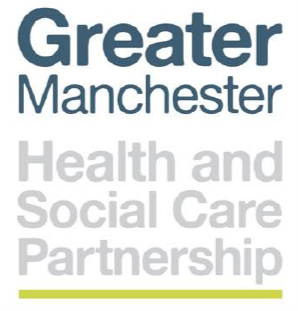 Greater
Manchester
Health and
Social Care
Partnership